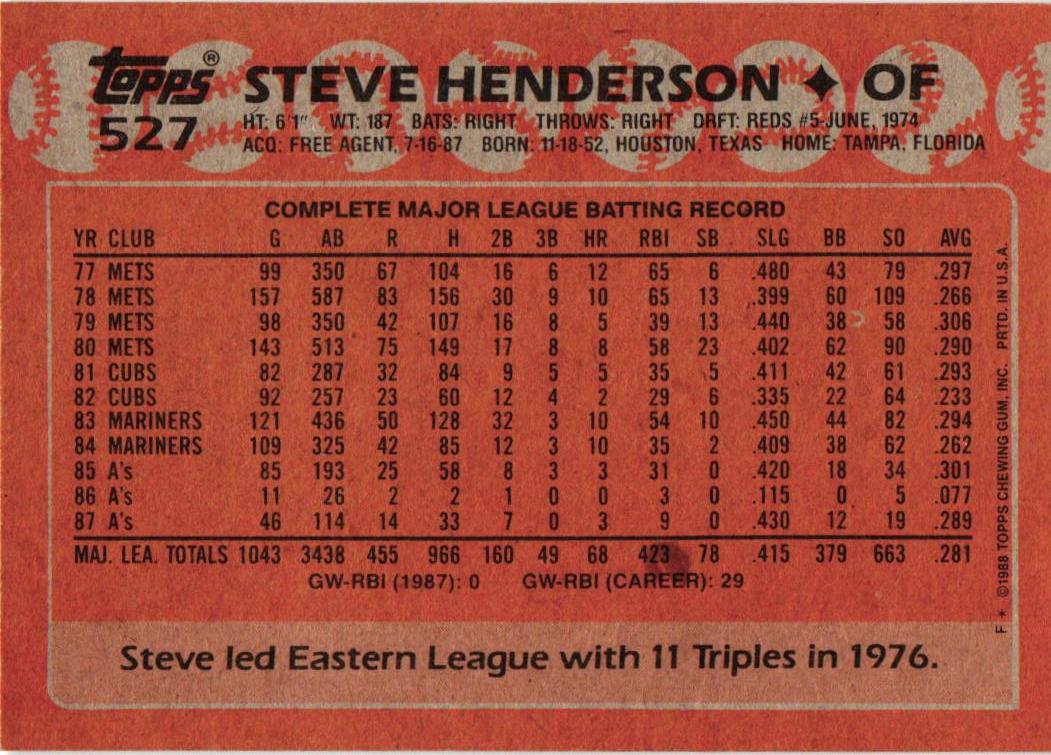 Topps® STEVE HENDERSON ✦ OF
527 HT: 6'1" WT: 187 BATS: RIGHT THROWS: RIGHT DRFT: REDS #5-JUNE, 1974
ACQ: FREE AGENT, 7-16-87 BORN: 11-18-52, HOUSTON, TEXAS HOME: TAMPA, FLORIDA
COMPLETE MAJOR LEAGUE BATTING RECORD
YR CLUB G AB R H 2B 3B HR RBI SB SLG BB SO AVG
77 METS 99 350 67 104 16 6 12 65 6 .480 43 79 .297
78 METS 157 587 83 156 30 9 10 65 13 .399 60 109 .266
79 METS 98 350 42 107 16 8 5 39 13 .440 38 58 .306
80 METS 143 513 75 149 17 8 8 58 23 .402 62 90 .290
81 CUBS 82 287 32 84 9 5 5 35 5 .411 42 61 .293
82 CUBS 92 257 23 60 12 4 2 29 6 .335 22 64 .233
83 MARINERS 121 436 50 128 32 3 10 54 10 .450 44 82 .294
84 MARINERS 109 325 42 85 12 3 10 35 2 .409 38 62 .262
85 A's 85 193 25 58 8 3 3 31 0 .420 18 34 .301
86 A's 11 26 2 2 1 0 0 3 0 .115 0 5 .077
87 A's 46 114 14 33 7 0 3 9 0 .430 12 19 .289
MAJ. LEA. TOTALS 1043 3438 455 966 160 49 68 423 78 .415 379 663 .281
GW-RBI (1987): 0 GW-RBI (CAREER): 29
Steve led Eastern League with 11 Triples in 1976.
F * ©1988 TOPPS CHEWING GUM, INC. PRTD. IN U.S.A.